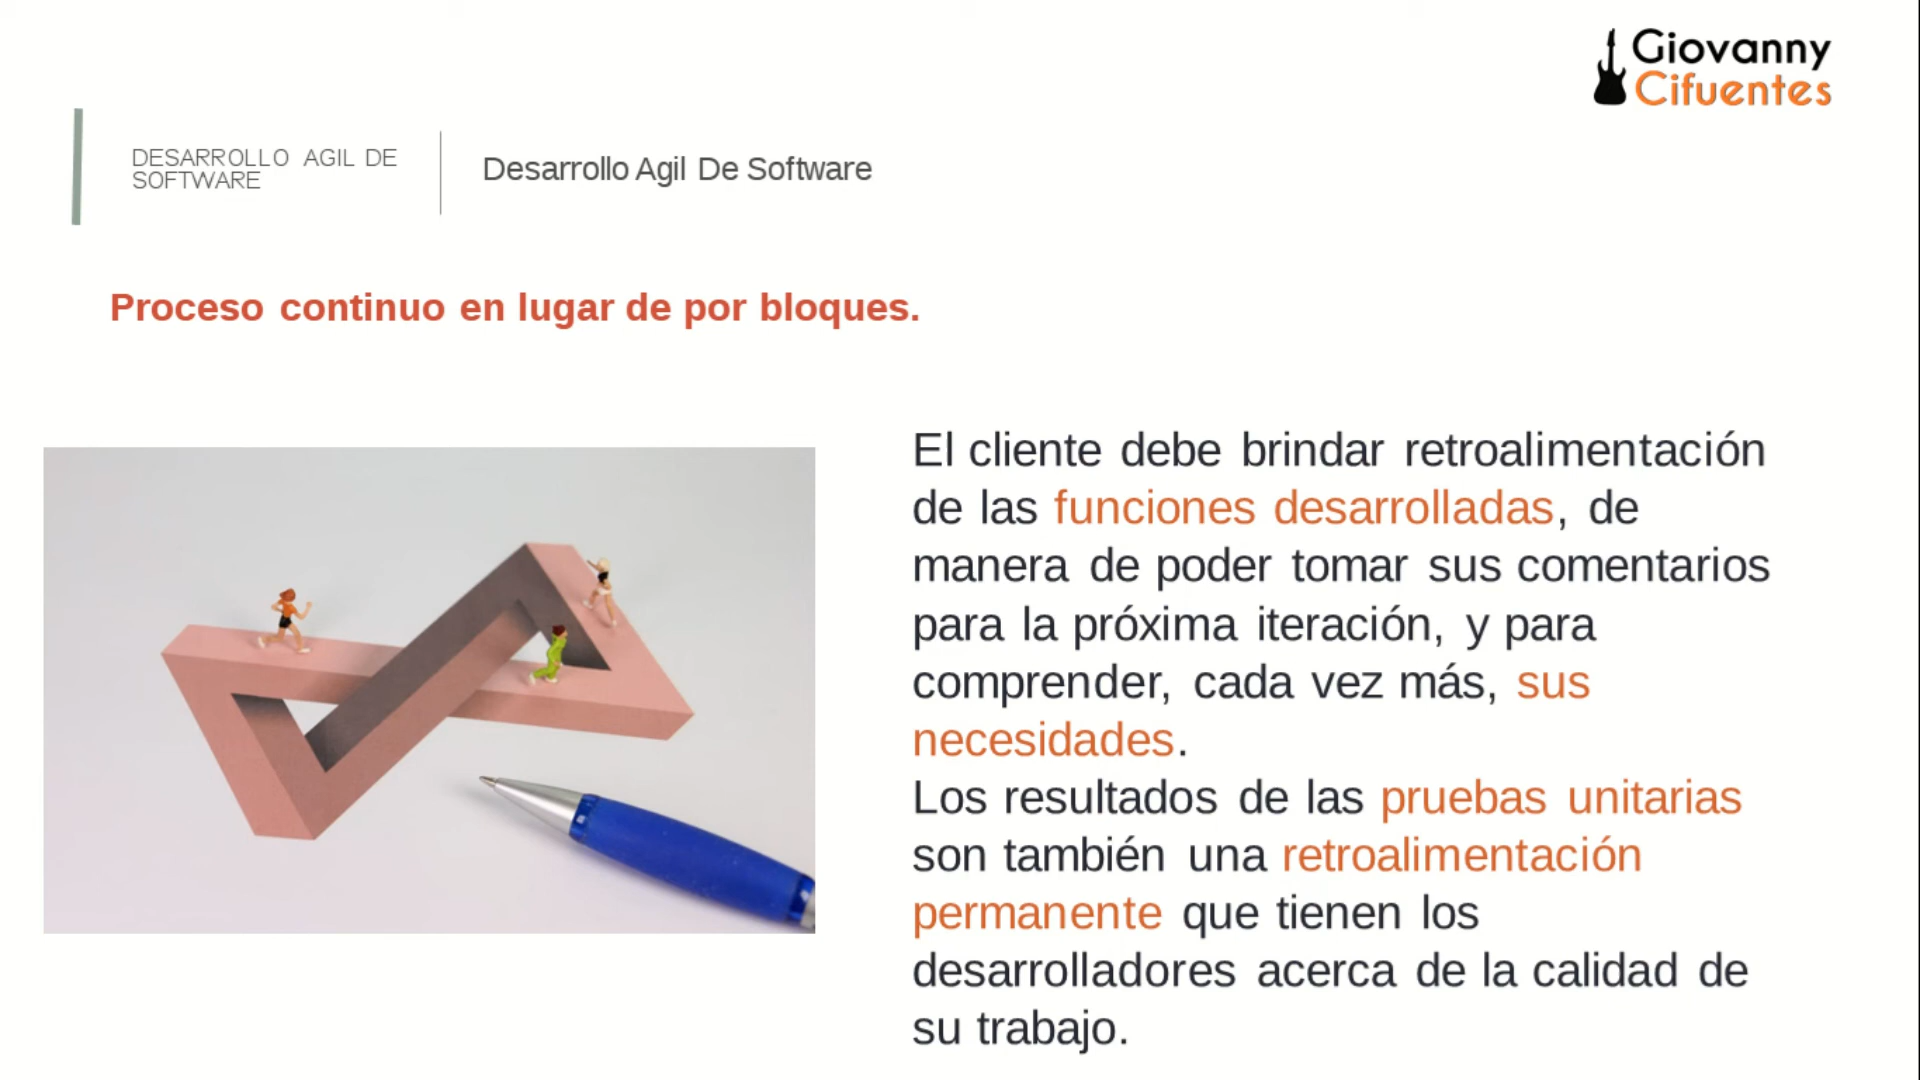 Giovanny
Cifuentes
DESARROLLO AGIL DE
SOFTWARE
Desarrollo Agil De Software
Proceso continuo en lugar de por bloques.
El cliente debe brindar retroalimentación
de las funciones desarrolladas, de
manera de poder tomar sus comentarios
para la próxima iteración, y para
comprender, cada vez más, sus
necesidades.
Los resultados de las pruebas unitarias
son también una retroalimentación
permanente que tienen los
desarrolladores acerca de la calidad de
su trabajo.